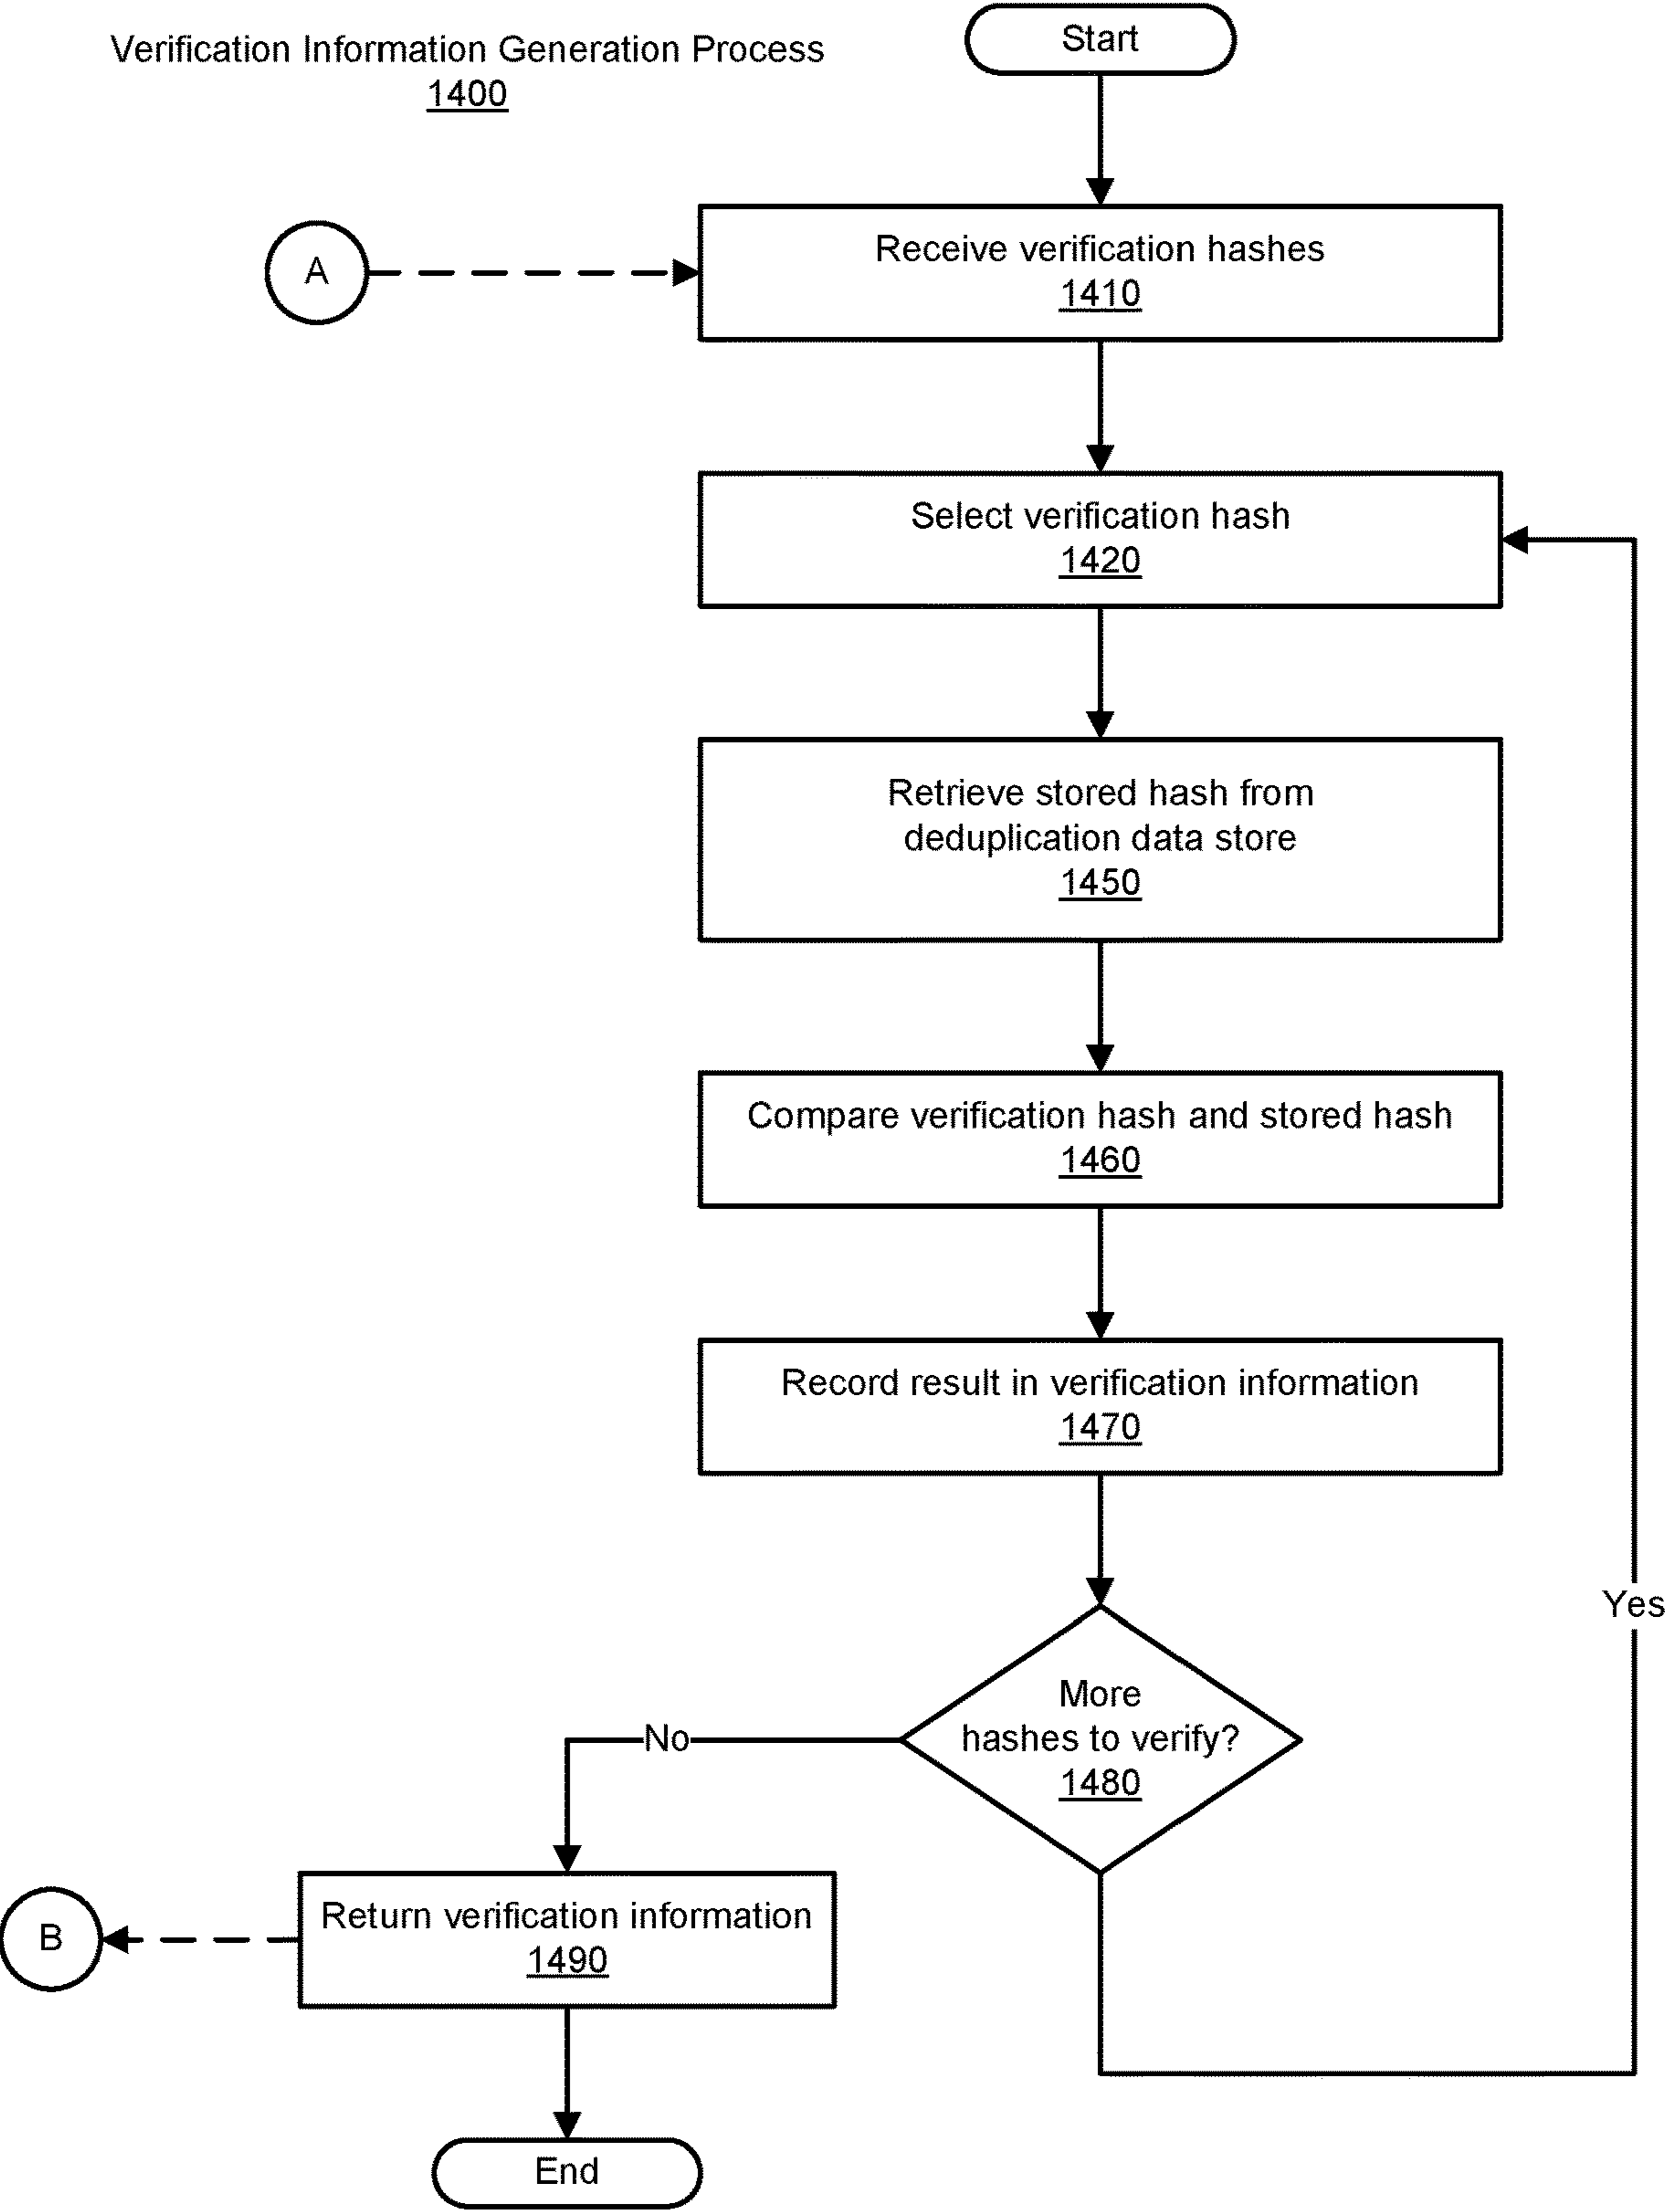 Verification Information Generation Process
1400
Start
A
Receive verification hashes
1410
Select verification hash
1420
Retrieve stored hash from
deduplication data store
1450
Compare verification hash and stored hash
1460
Record result in verification information
1470
Yes
More
hashes to verify?
1480
No
Return verification information
1490
B
End